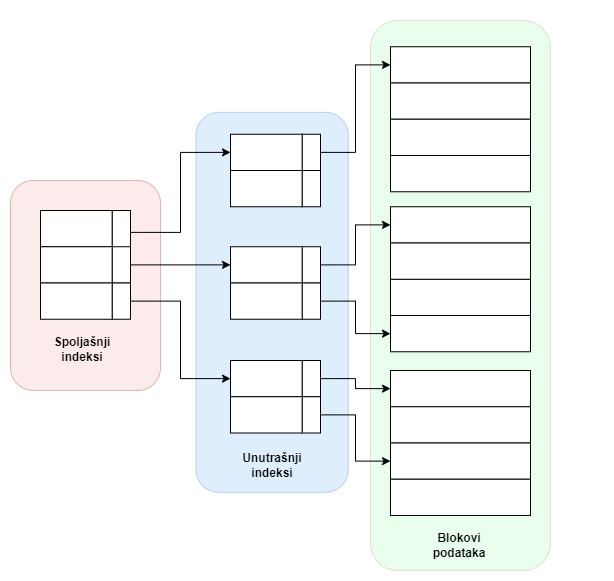 Spoljašnji
indeksi
Unutrašnji
indeksi
Blokovi
podataka